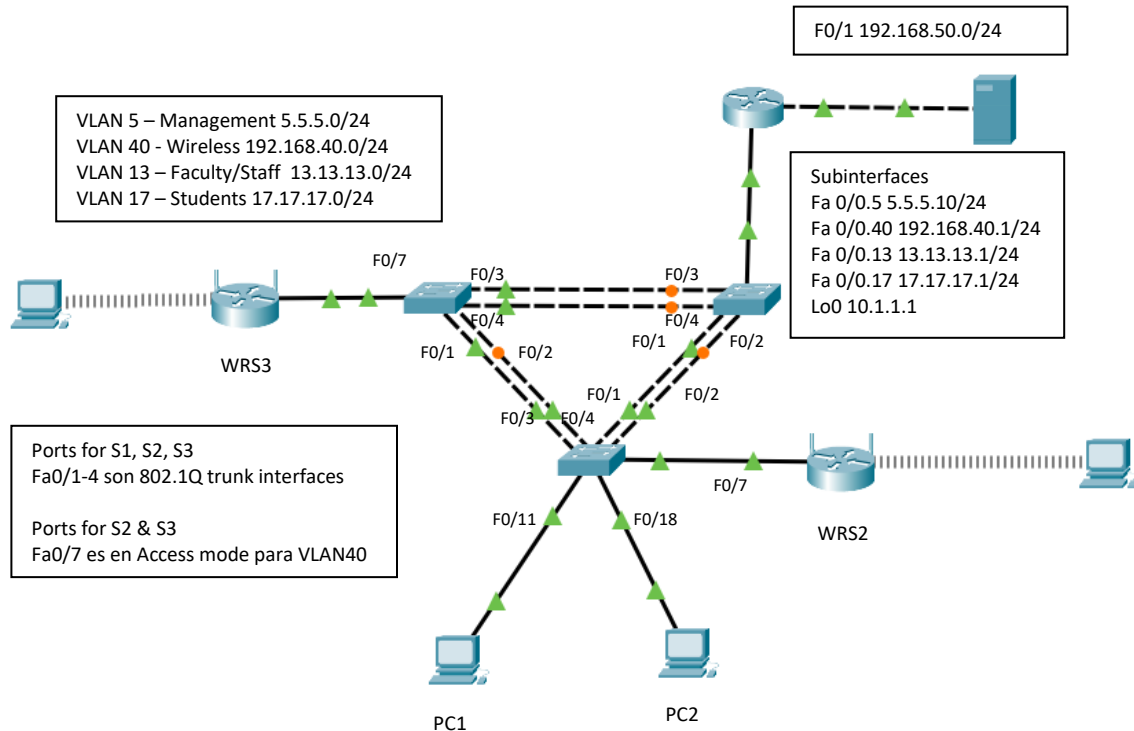 F0/1 192.168.50.0/24
VLAN 5 – Management 5.5.5.0/24
VLAN 40 - Wireless 192.168.40.0/24
VLAN 13 – Faculty/Staff 13.13.13.0/24
VLAN 17 – Students 17.17.17.0/24
Subinterfaces
Fa 0/0.5 5.5.5.10/24
Fa 0/0.40 192.168.40.1/24
Fa 0/0.13 13.13.13.1/24
Fa 0/0.17 17.17.17.1/24
Lo0 10.1.1.1
F0/7
F0/3
F0/3
F0/4
F0/4
F0/1
F0/2
F0/1
F0/2
WRS3
F0/3
F0/4
F0/1
F0/2
Ports for S1, S2, S3
Fa0/1-4 son 802.1Q trunk interfaces
Ports for S2 & S3
Fa0/7 es en Access mode para VLAN40
F0/7
F0/11
F0/18
WRS2
PC1
PC2